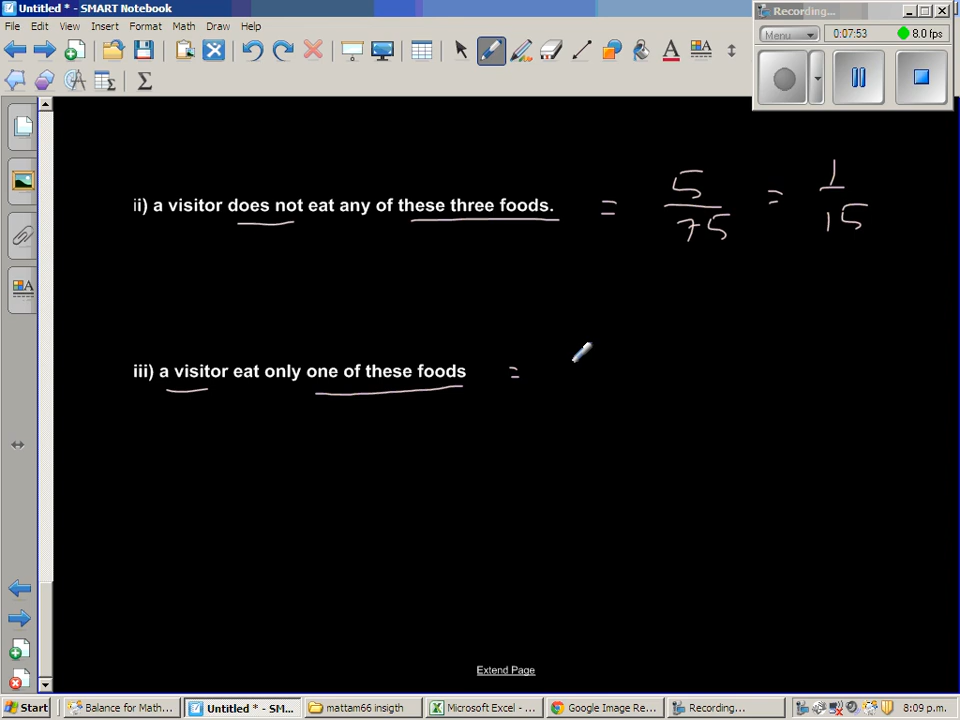 Untitled * - SMART Notebook
Recording...
File Edit View Insert Format Math Draw Help
Menu 0:07:53 8.0 fps
ii) a visitor does not eat any of these three foods. = 5/75 = 1/15
iii) a visitor eat only one of these foods =
Extend Page
Start Balance for Math... Untitled * - SM... mattam66 insigth Microsoft Excel - ... Google Image Re... Recording... 8:09 p.m.